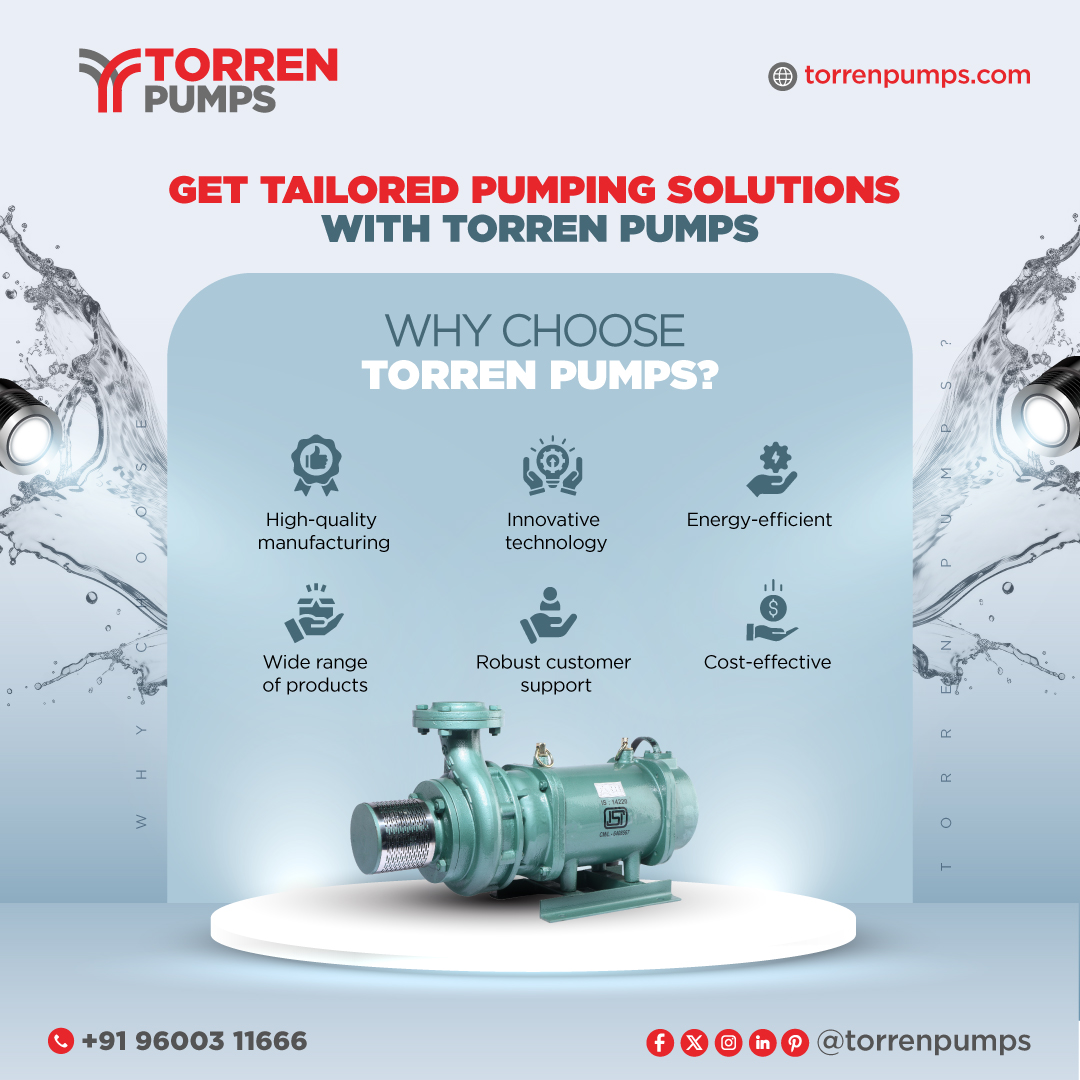 TORREN
PUMPS
torrenpumps.com
GET TAILORED PUMPING SOLUTIONS
WITH TORREN PUMPS
WHY CHOOSE
TORREN PUMPS?
High-quality
manufacturing
Innovative
technology
Energy-efficient
Wide range
of products
Robust customer
support
Cost-effective
WHY CHOOSE
TORREN PUMPS?
IS : 14220
ISI
+91 96003 11666
@torrenpumps